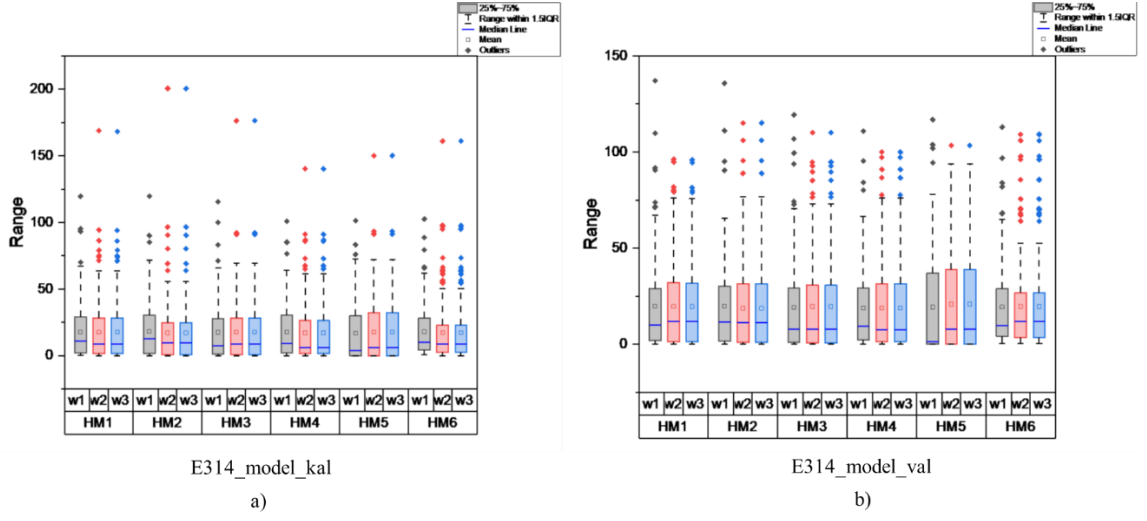 25%~75%
Range within 1.5IQR
Median Line
Mean
Outliers
200
150
100
50
0
Range
w1 w2 w3 w1 w2 w3 w1 w2 w3 w1 w2 w3 w1 w2 w3 w1 w2 w3
HM1 HM2 HM3 HM4 HM5 HM6
E314_model_kal
a)
25%~75%
Range within 1.5IQR
Median Line
Mean
Outliers
150
100
50
0
Range
w1 w2 w3 w1 w2 w3 w1 w2 w3 w1 w2 w3 w1 w2 w3 w1 w2 w3
HM1 HM2 HM3 HM4 HM5 HM6
E314_model_val
b)